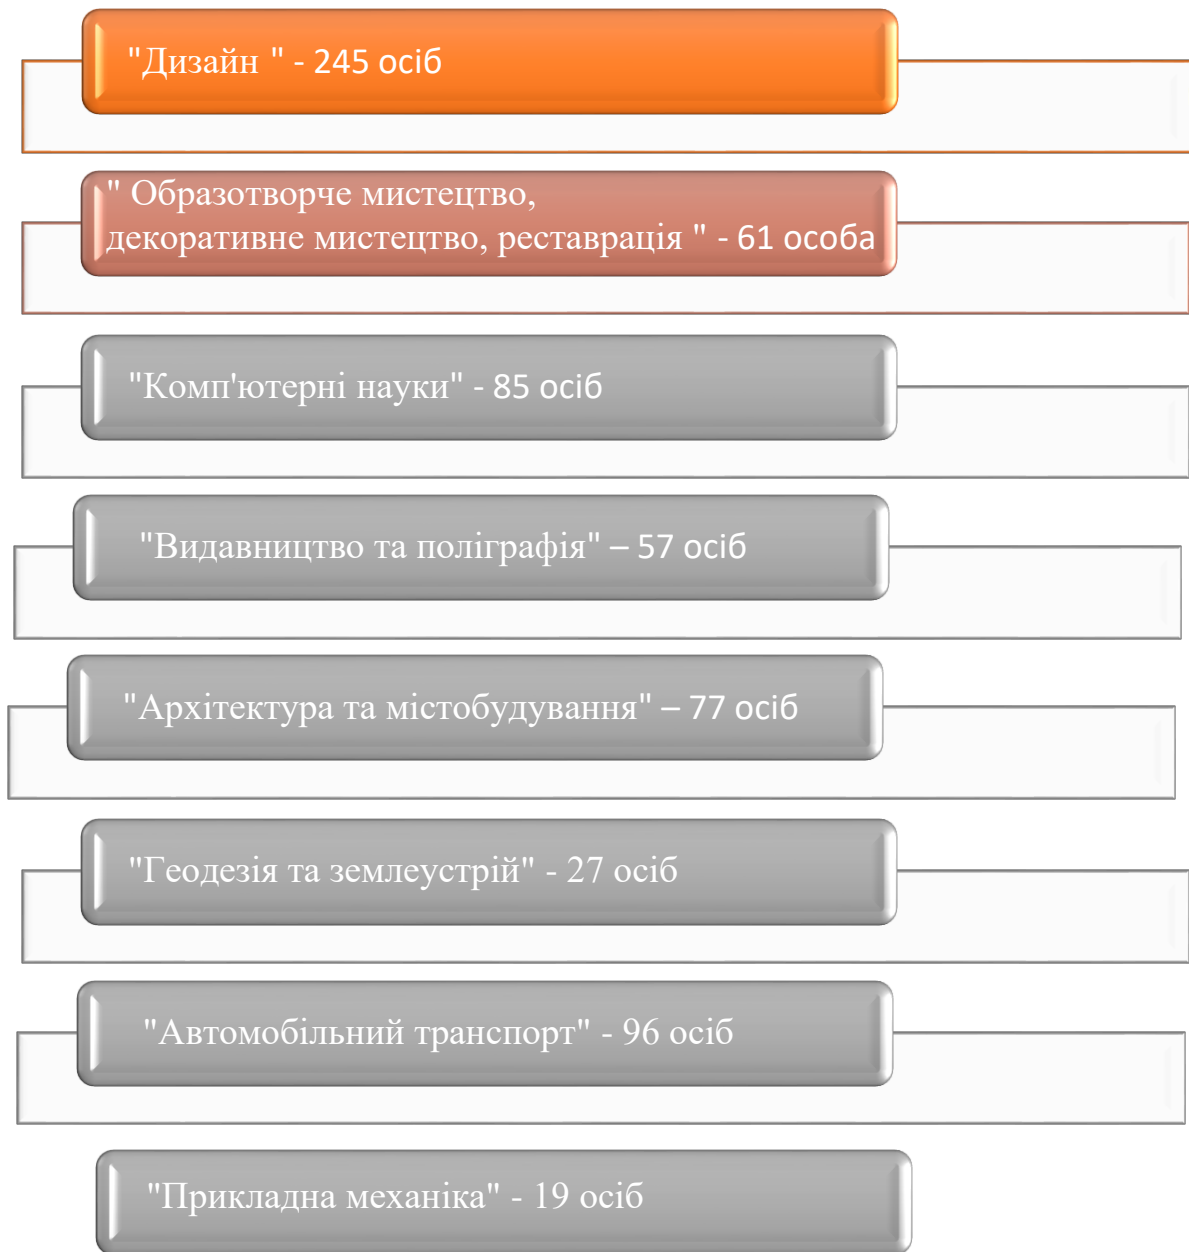 "Дизайн " - 245 осіб
" Образотворче мистецтво,
декоративне мистецтво, реставрація " - 61 особа
"Комп'ютерні науки" - 85 осіб
"Видавництво та поліграфія" – 57 осіб
"Архітектура та містобудування" – 77 осіб
"Геодезія та землеустрій" - 27 осіб
"Автомобільний транспорт" - 96 осіб
"Прикладна механіка" - 19 осіб